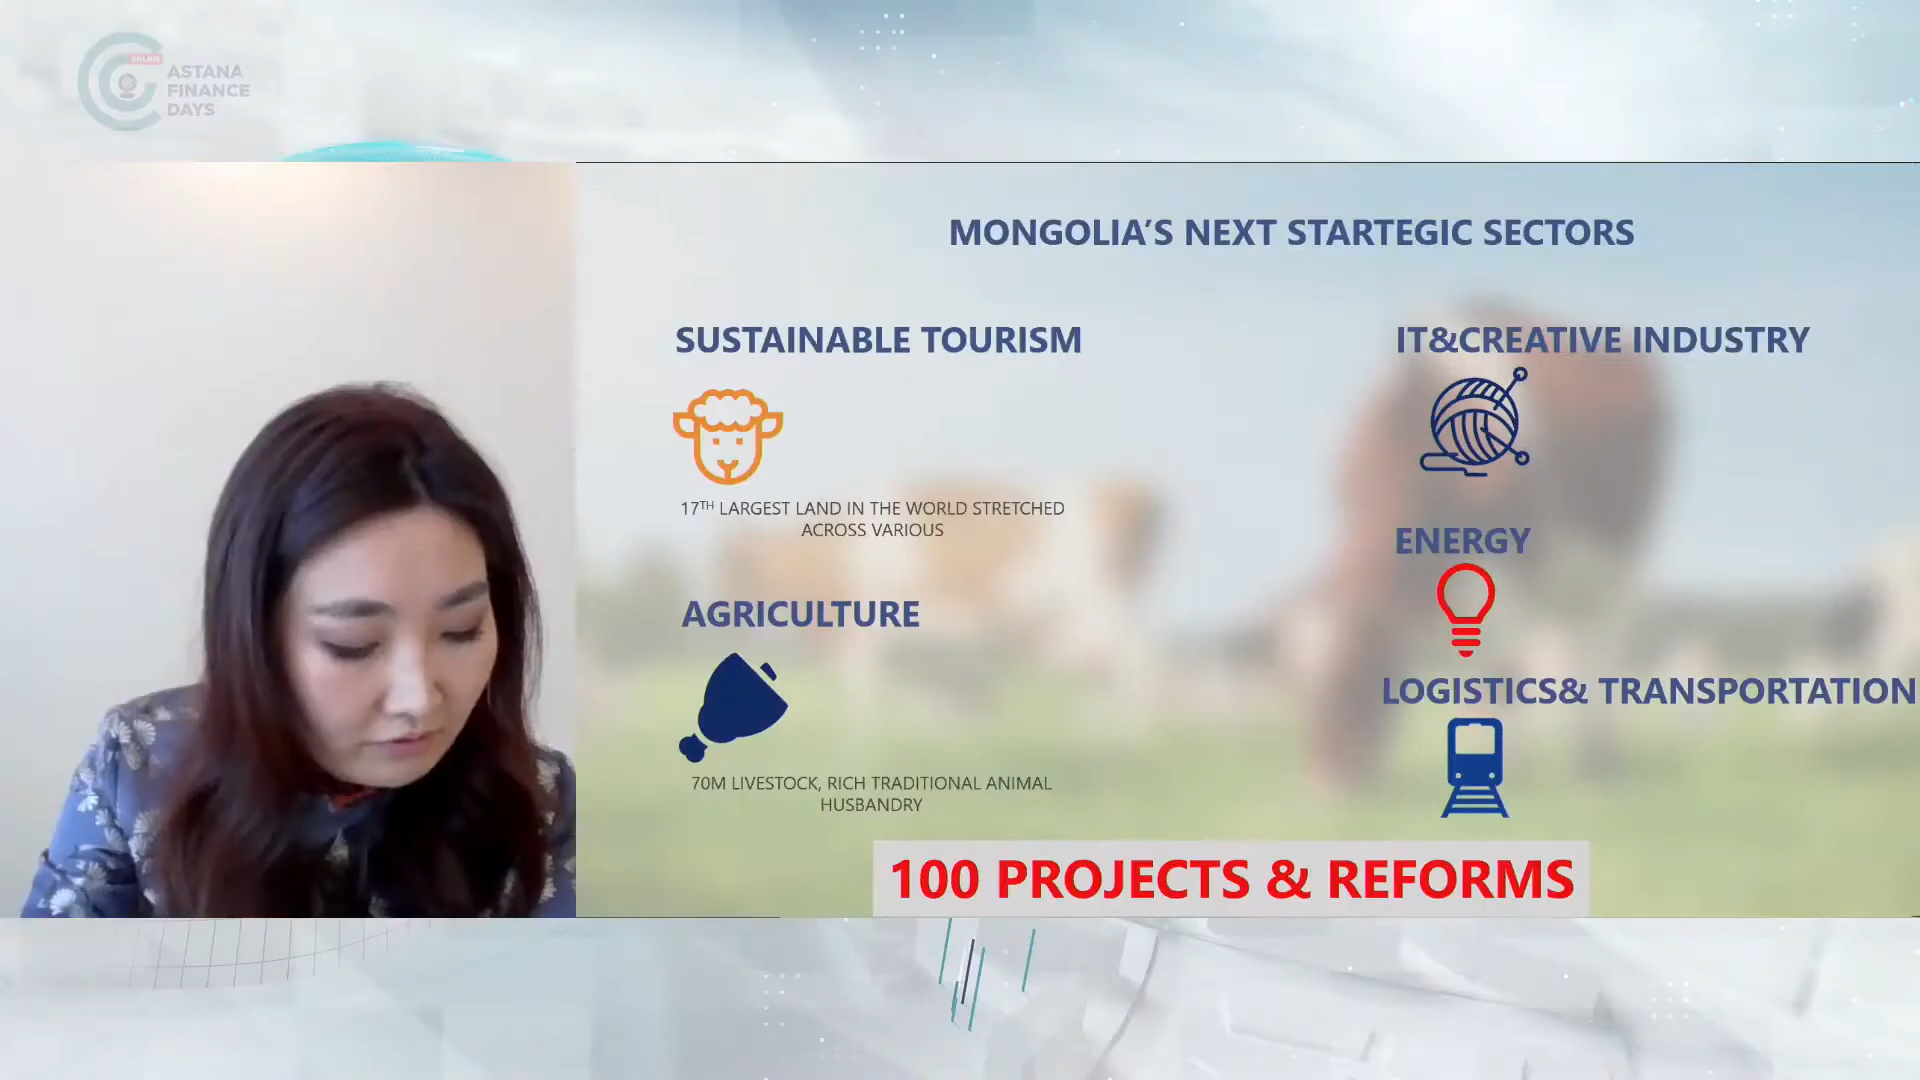 ONLINE
ASTANA
FINANCE
DAYS
MONGOLIA’S NEXT STARTEGIC SECTORS
SUSTAINABLE TOURISM
17TH LARGEST LAND IN THE WORLD STRETCHED
ACROSS VARIOUS
AGRICULTURE
70M LIVESTOCK, RICH TRADITIONAL ANIMAL
HUSBANDRY
IT&CREATIVE INDUSTRY
ENERGY
LOGISTICS& TRANSPORTATION
100 PROJECTS & REFORMS